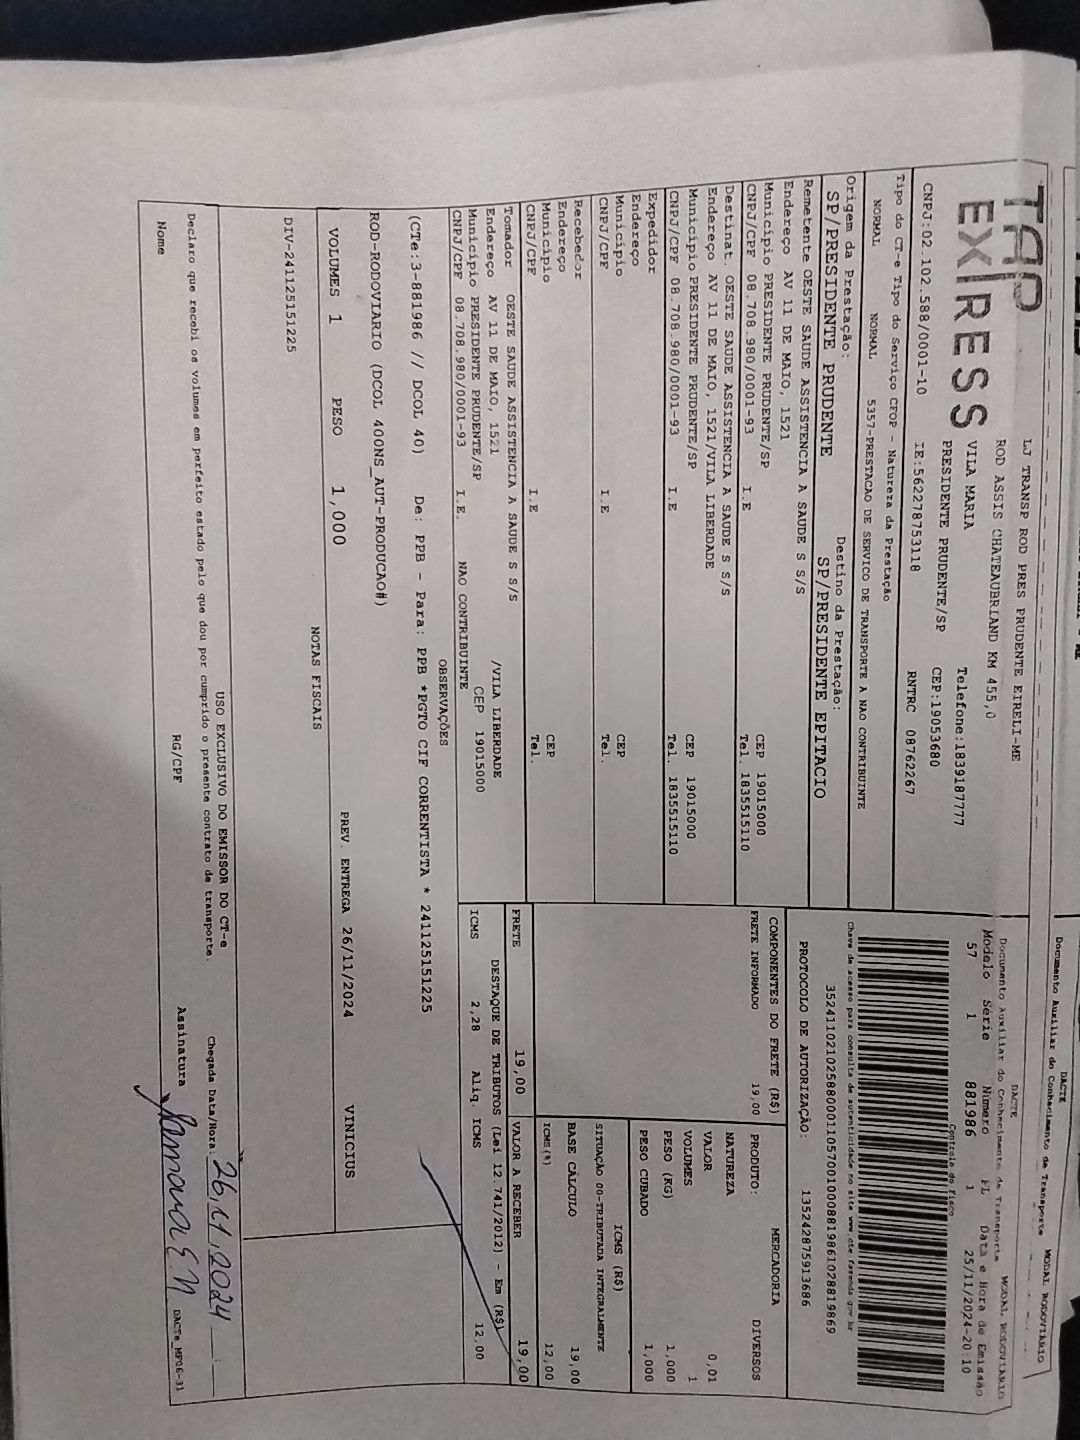 DACTE MODAL RODOVIÁRIO
Documento Auxiliar do Conhecimento de Transporte
TAP
EX|RESS
LJ TRANSP ROD PRES PRUDENTE EIRELI-ME
ROD ASSIS CHATEAUBRIAND KM 455,0
VILA MARIA Telefone:1839187777
PRESIDENTE PRUDENTE/SP CEP:19053680
CNPJ:02.102.588/0001-10 IE:562278753118 RNTRC 08762267
DACTE MODAL RODOVIÁRIO
Documento Auxiliar do Conhecimento de Transporte
Modelo Série Número FL Data e Hora de Emissão
57 1 881986 1 25/11/2024-20:10
Controle do Fisco
Chave de acesso para consulta de autenticidade no site www.cte.fazenda.gov.br
35241102102588000110570010008819861028819869
PROTOCOLO DE AUTORIZAÇÃO: 135242875913686
Tipo do CT-e Tipo do Serviço CFOP - Natureza da Prestação
NORMAL NORMAL 5357-PRESTACAO DE SERVICO DE TRANSPORTE A NAO CONTRIBUINTE
Origem da Prestação: Destino da Prestação:
SP/PRESIDENTE PRUDENTE SP/PRESIDENTE EPITACIO
Remetente OESTE SAUDE ASSISTENCIA A SAUDE S S/S
Endereço AV 11 DE MAIO, 1521
Município PRESIDENTE PRUDENTE/SP CEP 19015000
CNPJ/CPF 08.708.980/0001-93 I.E Tel. 1835515110
Destinat. OESTE SAUDE ASSISTENCIA A SAUDE S S/S
Endereço AV 11 DE MAIO, 1521/VILA LIBERDADE
Município PRESIDENTE PRUDENTE/SP CEP 19015000
CNPJ/CPF 08.708.980/0001-93 I.E Tel. 1835515110
Expedidor
Endereço
Município CEP
CNPJ/CPF I.E Tel.
Recebedor
Endereço
Município CEP
CNPJ/CPF I.E Tel.
Tomador OESTE SAUDE ASSISTENCIA A SAUDE S S/S
Endereço AV 11 DE MAIO, 1521 /VILA LIBERDADE
Município PRESIDENTE PRUDENTE/SP CEP 19015000
CNPJ/CPF 08.708.980/0001-93 I.E. NAO CONTRIBUINTE
COMPONENTES DO FRETE (R$)
FRETE INFORMADO 19,00
MERCADORIA
PRODUTO: DIVERSOS
NATUREZA
VALOR 0,01
VOLUMES 1
PESO (KG) 1,000
PESO CUBADO 1,000
ICMS (R$)
SITUAÇÃO 00-TRIBUTADA INTEGRALMENTE
BASE CÁLCULO 19,00
ICMS(%) 12,00
FRETE 19,00 VALOR A RECEBER 19,00
DESTAQUE DE TRIBUTOS (Lei 12.741/2012) - Em (R$)
ICMS 2,28 Alíq. ICMS 12,00
OBSERVAÇÕES
(CTe:3-881986 // DCOL 40) De: PPB - Para: PPB *PGTO CIF CORRENTISTA * 241125151225
ROD-RODOVIARIO (DCOL 400NS_AUT-PRODUCAO#)
VOLUMES 1 PESO 1,000 PREV. ENTREGA 26/11/2024 VINICIUS
NOTAS FISCAIS
DIV-241125151225
USO EXCLUSIVO DO EMISSOR DO CT-e
Declaro que recebi os volumes em perfeito estado pelo que dou por cumprido o presente contrato de transporte. Chegada Data/Hora: 26,11,2024 :
Nome RG/CPF Assinatura DACTe_MF06-31